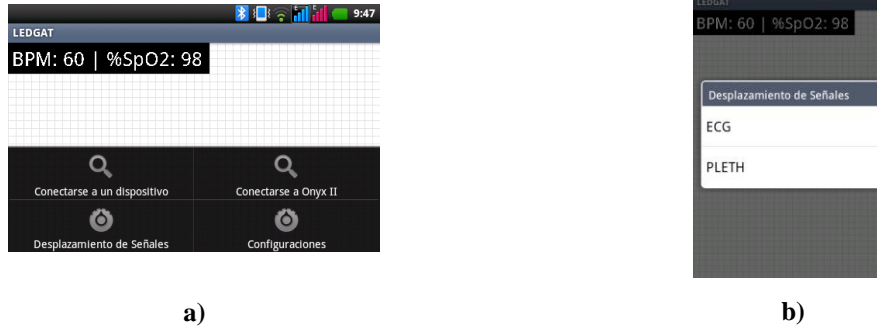 9:47
LEDGAT
BPM: 60 | %SpO2: 98
Conectarse a un dispositivo
Conectarse a Onyx II
Desplazamiento de Señales
Configuraciones
a)
LEDGAT
BPM: 60 | %SpO2: 98
Desplazamiento de Señales
ECG
PLETH
b)